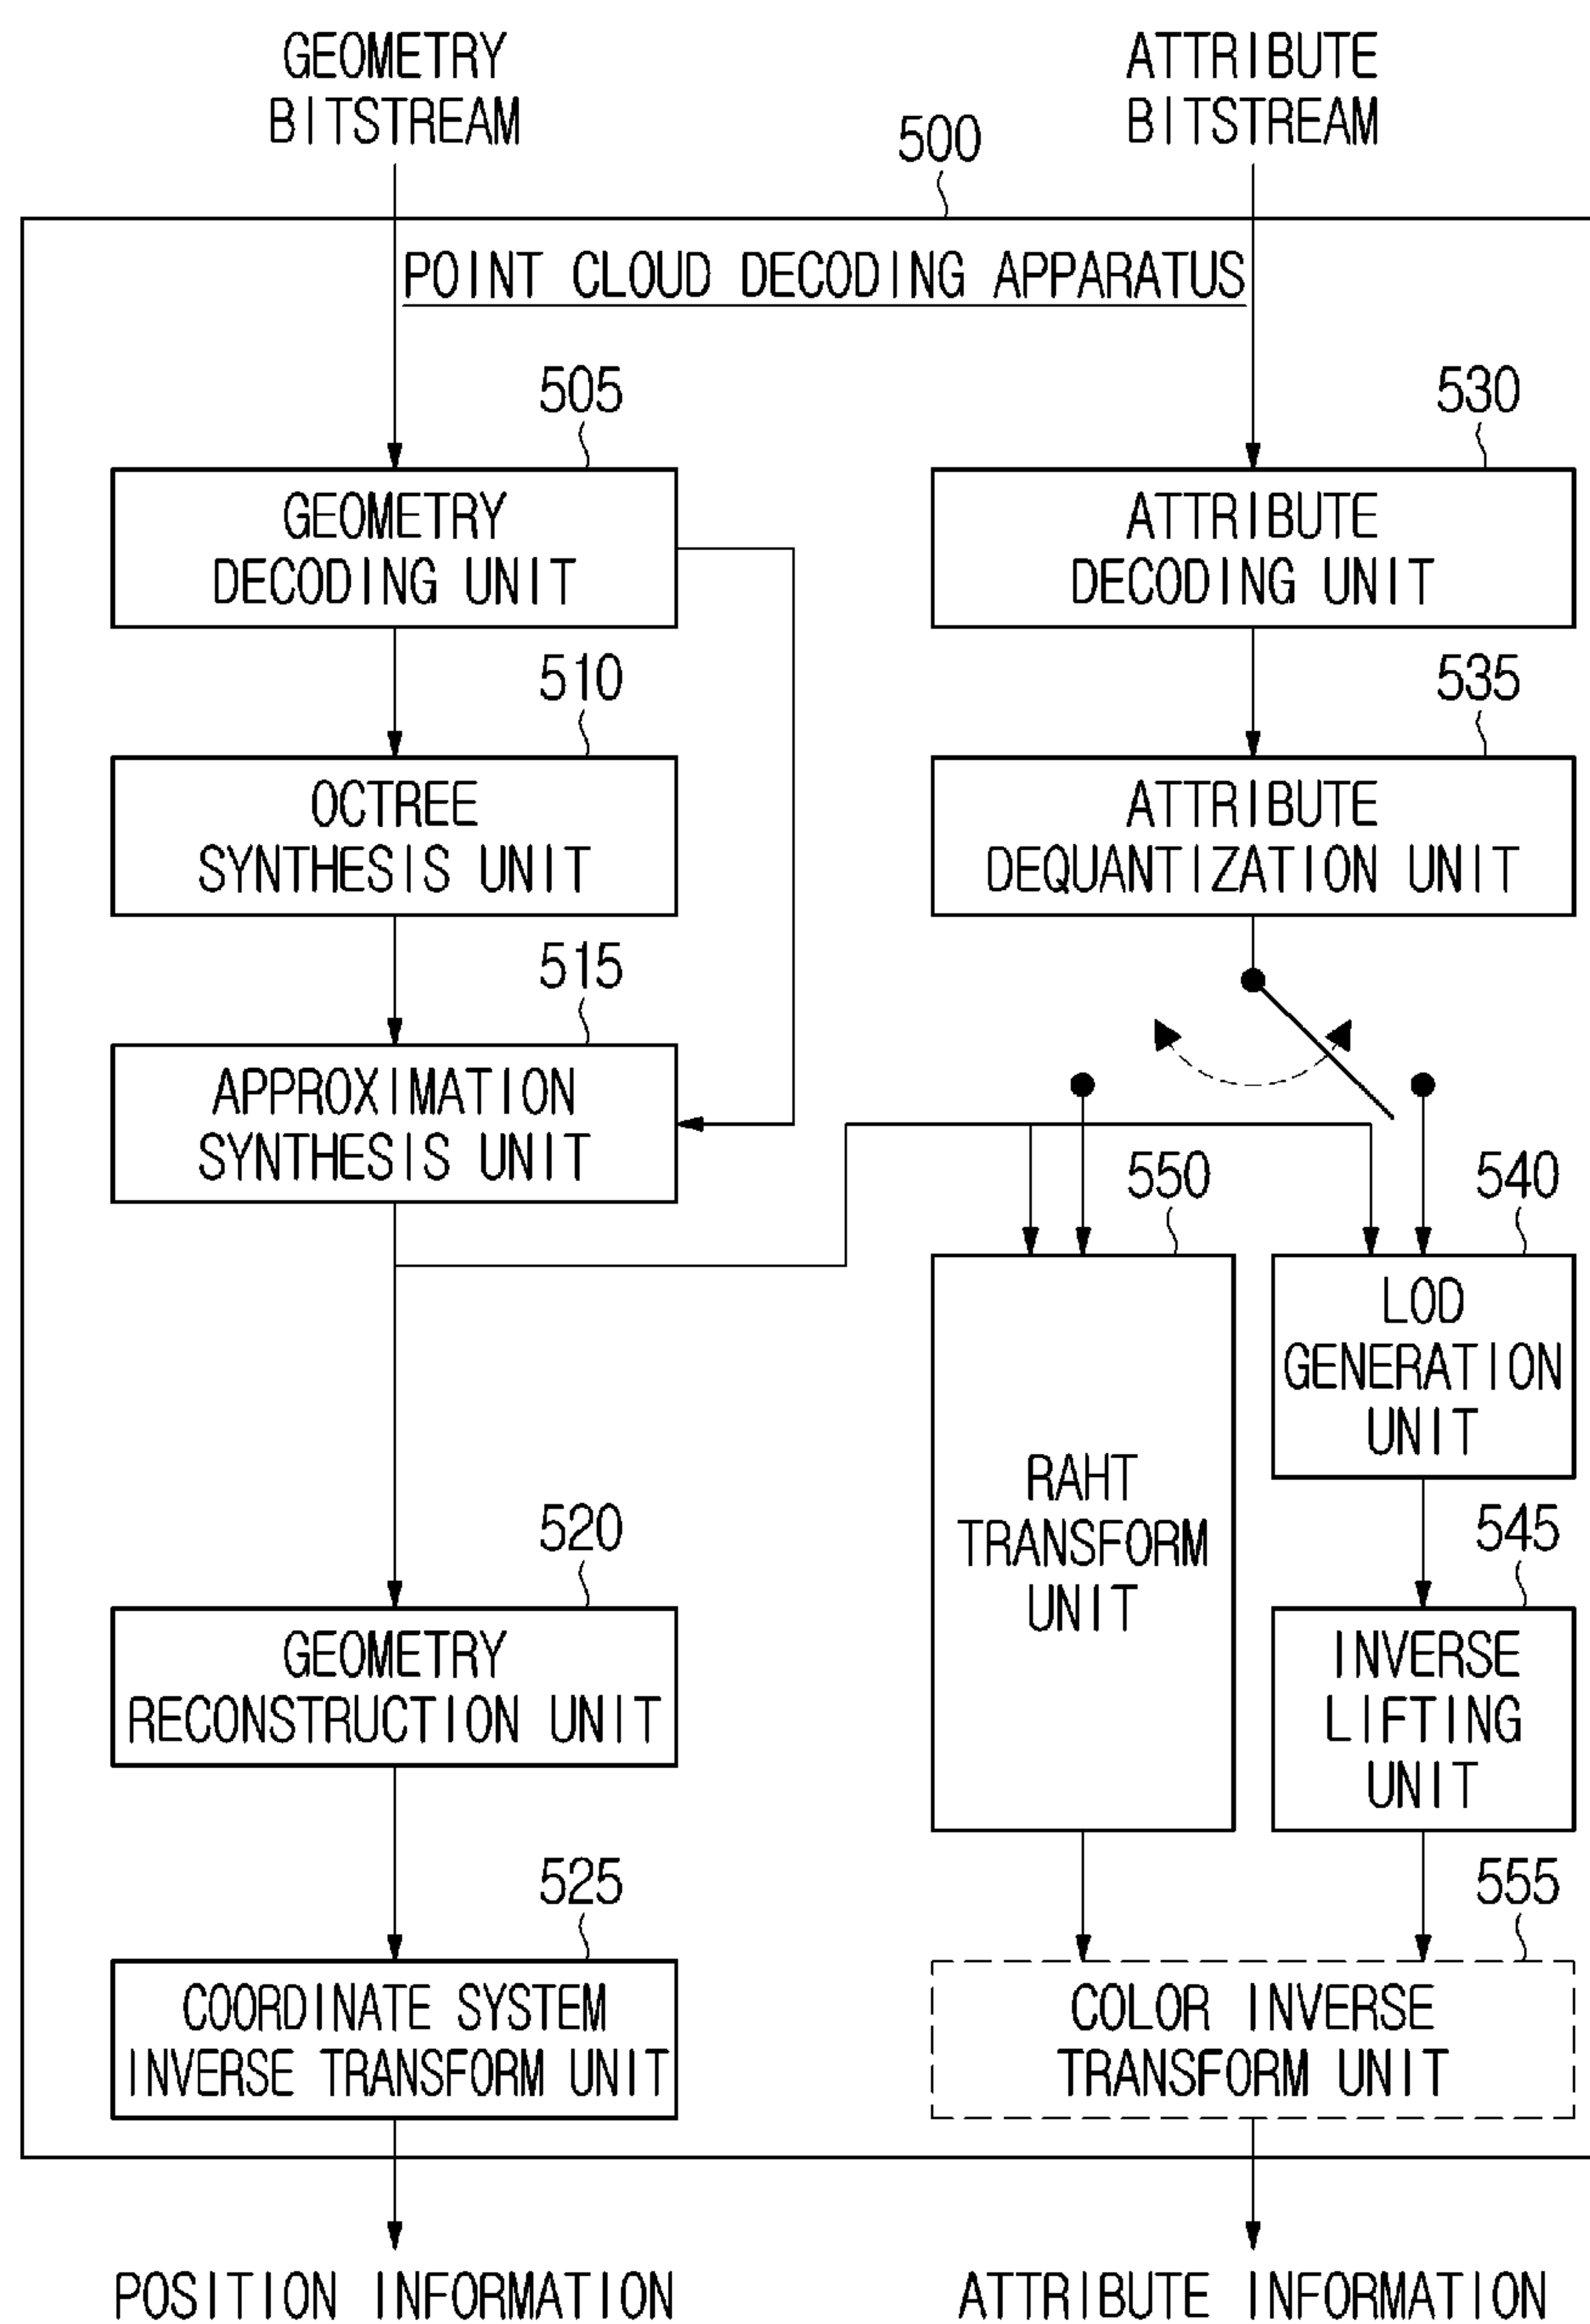 GEOMETRY
BITSTREAM
ATTRIBUTE
BITSTREAM
500
POINT CLOUD DECODING APPARATUS
505
GEOMETRY
DECODING UNIT
530
ATTRIBUTE
DECODING UNIT
510
OCTREE
SYNTHESIS UNIT
535
ATTRIBUTE
DEQUANTIZATION UNIT
515
APPROXIMATION
SYNTHESIS UNIT
550
RAHT
TRANSFORM
UNIT
540
LOD
GENERATION
UNIT
520
GEOMETRY
RECONSTRUCTION UNIT
545
INVERSE
LIFTING
UNIT
525
COORDINATE SYSTEM
INVERSE TRANSFORM UNIT
555
COLOR INVERSE
TRANSFORM UNIT
POSITION INFORMATION
ATTRIBUTE INFORMATION